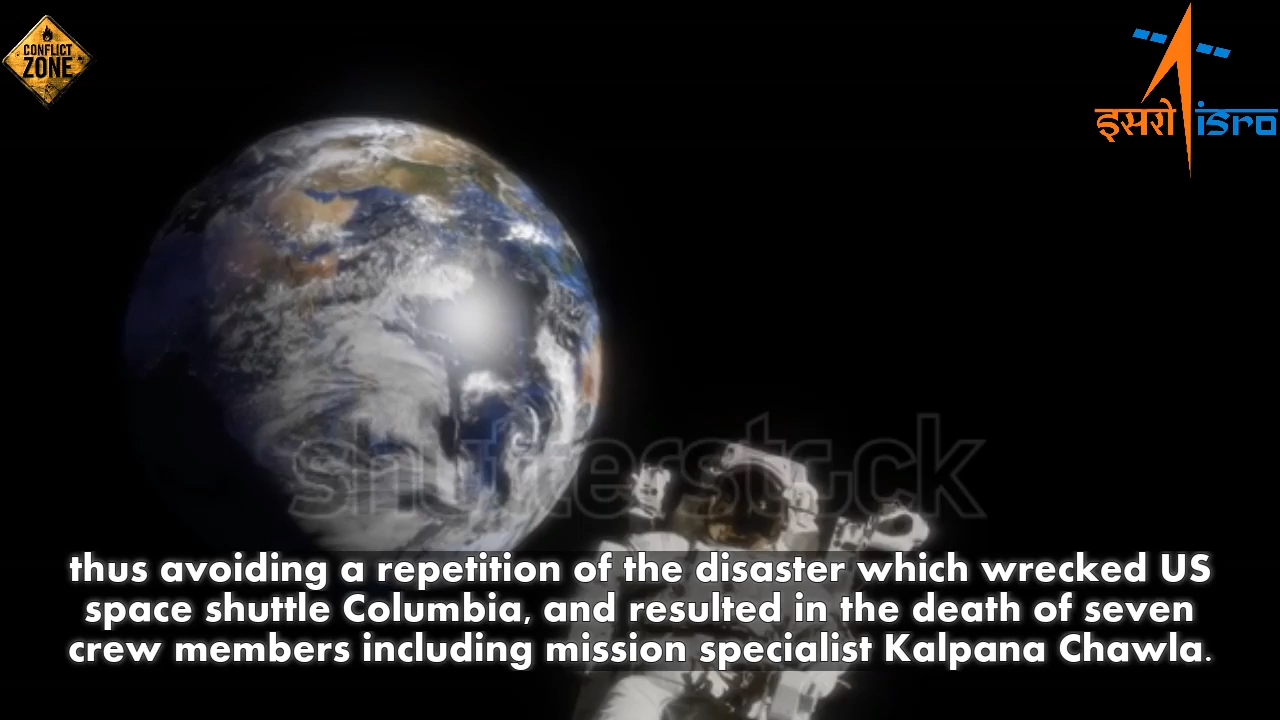 CONFLICT
ZONE
इसरो isro
shutterstock
thus avoiding a repetition of the disaster which wrecked US
space shuttle Columbia, and resulted in the death of seven
crew members including mission specialist Kalpana Chawla.